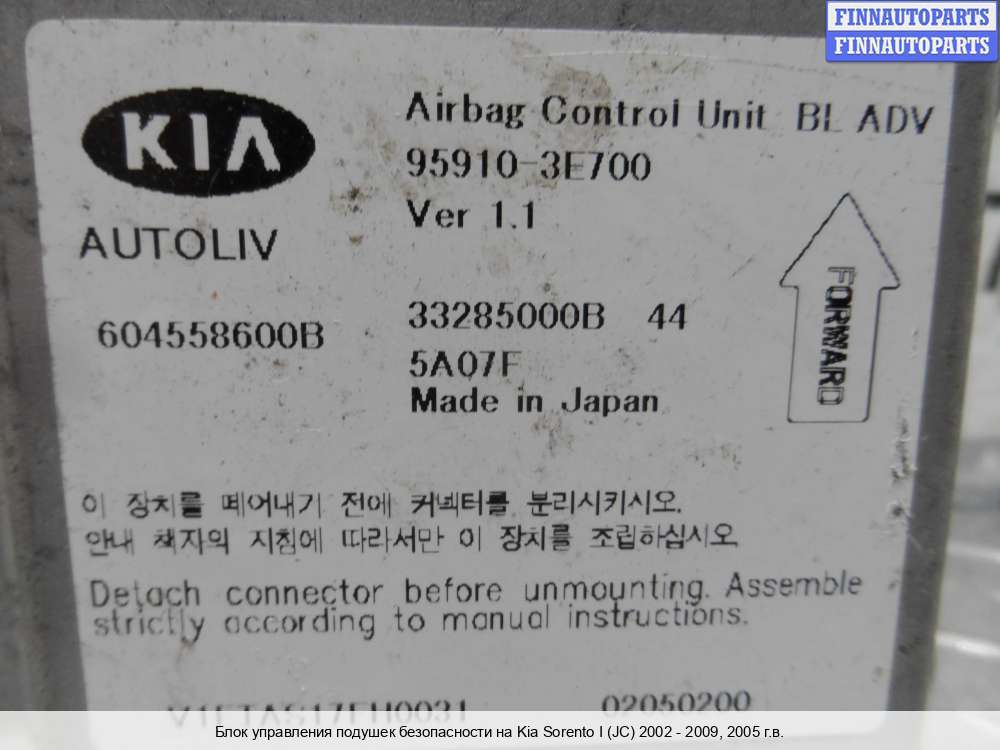 FINNAUTOPARTS
FINNAUTOPARTS
KIA
AUTOLIV
Airbag Control Unit BL ADV
95910-3E700
Ver 1.1
604558600B
33285000B 44
5A07F
Made in Japan
FORWARD
이 장치를 떼어내기 전에 커넥터를 분리시키시오.
안내 책자의 지침에 따라서만 이 장치를 조립하십시오
Detach connector before unmounting. Assemble
strictly according to manual instructions.
02050200
Блок управления подушек безопасности на Kia Sorento I (JC) 2002 - 2009, 2005 г.в.